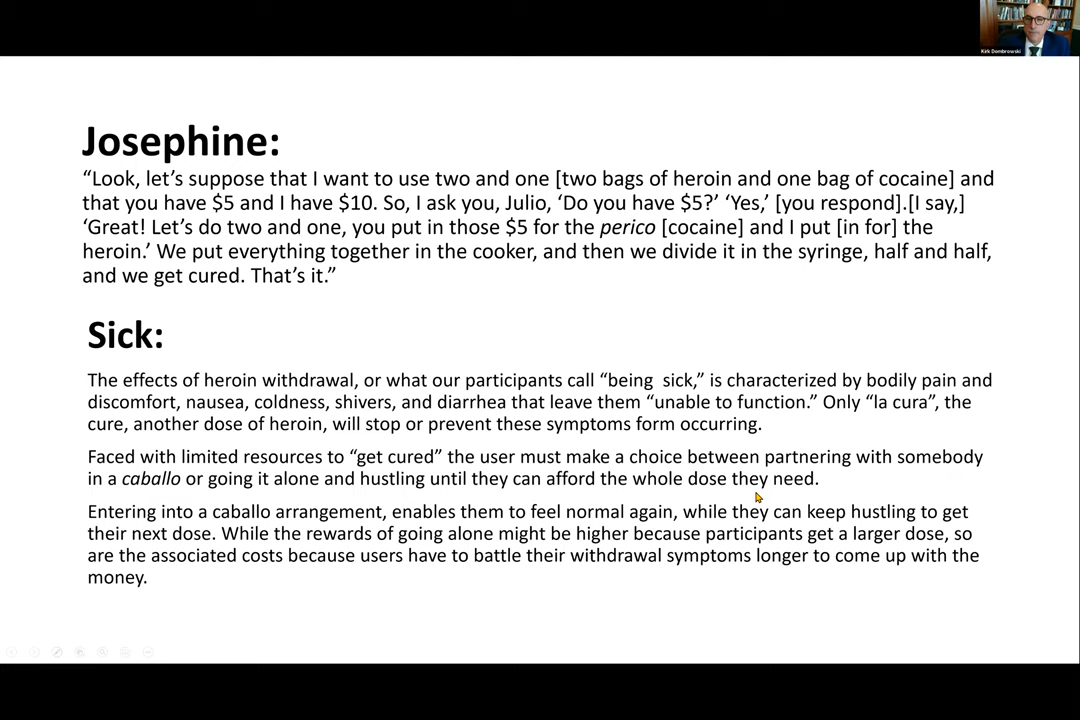 Kirk Dombrowski
Josephine:
“Look, let’s suppose that I want to use two and one [two bags of heroin and one bag of cocaine] and
that you have $5 and I have $10. So, I ask you, Julio, ‘Do you have $5?’ ‘Yes,’ [you respond].[I say,]
‘Great! Let’s do two and one, you put in those $5 for the perico [cocaine] and I put [in for] the
heroin.’ We put everything together in the cooker, and then we divide it in the syringe, half and half,
and we get cured. That’s it.”
Sick:
The effects of heroin withdrawal, or what our participants call “being  sick,” is characterized by bodily pain and
discomfort, nausea, coldness, shivers, and diarrhea that leave them “unable to function.” Only “la cura”, the
cure, another dose of heroin, will stop or prevent these symptoms form occurring.
Faced with limited resources to “get cured” the user must make a choice between partnering with somebody
in a caballo or going it alone and hustling until they can afford the whole dose they need.
Entering into a caballo arrangement, enables them to feel normal again, while they can keep hustling to get
their next dose. While the rewards of going alone might be higher because participants get a larger dose, so
are the associated costs because users have to battle their withdrawal symptoms longer to come up with the
money.